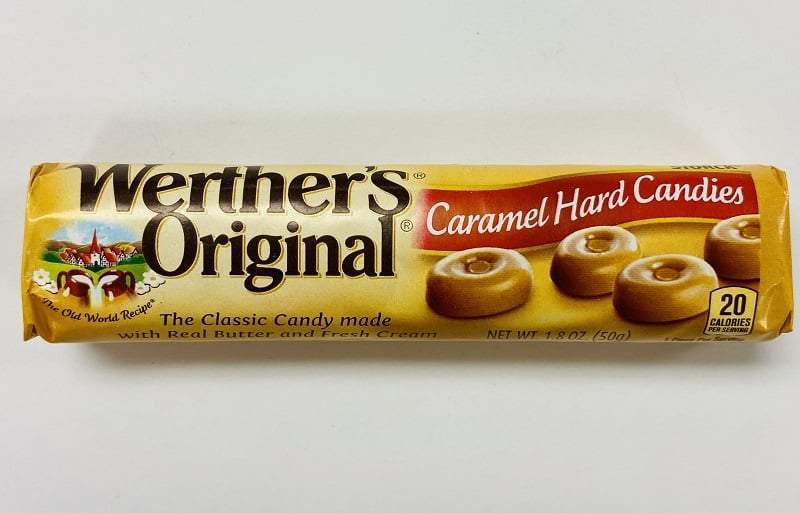 STORCK
Werther's®
Original®
Caramel Hard Candies
The Old World Recipe®
The Classic Candy made
with Real Butter and Fresh Cream
NET WT 1.8 OZ (50g)
20
CALORIES
PER SERVING